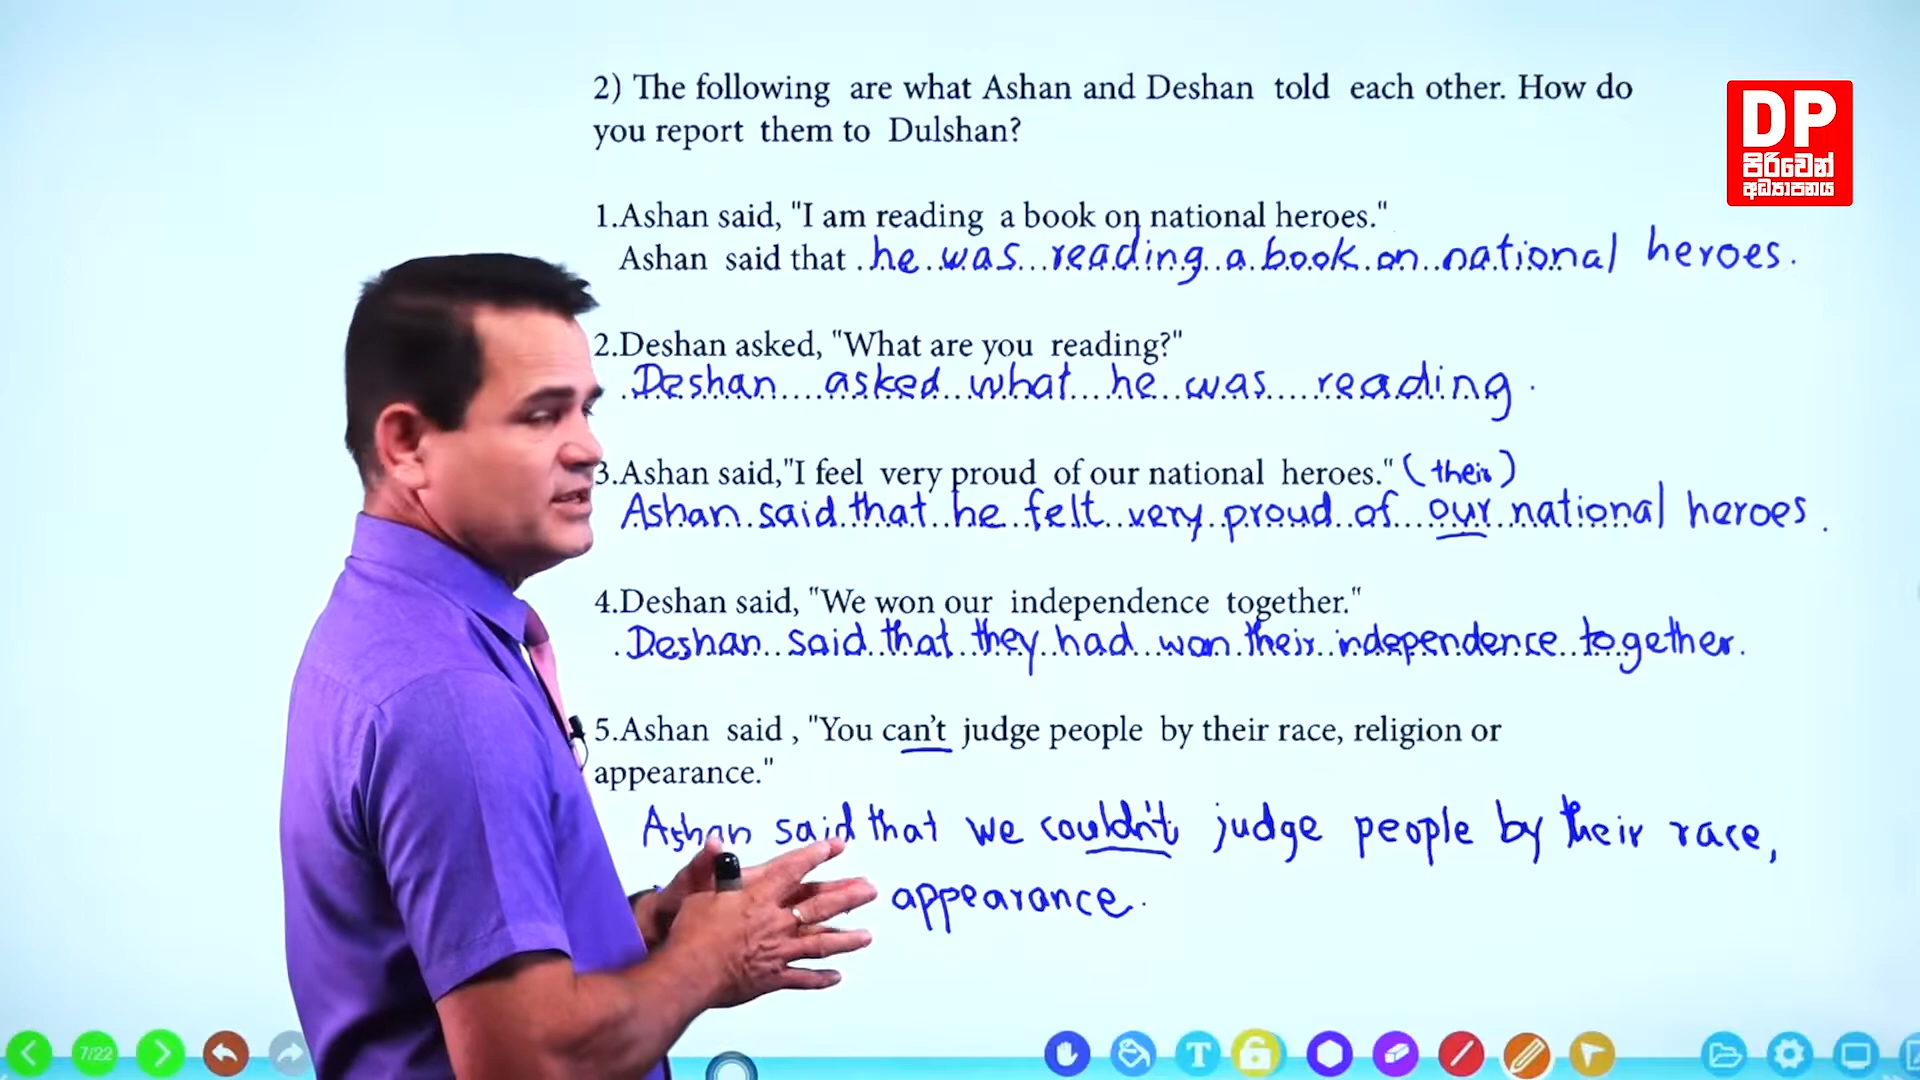 2) The following are what Ashan and Deshan told each other. How do
you report them to Dulshan?
DP
පිරිවෙන්
අධ්‍යාපනය
1.Ashan said, "I am reading a book on national heroes."
Ashan said that he was reading a book on national heroes.
2.Deshan asked, "What are you reading?"
Deshan asked what he was reading.
3.Ashan said,"I feel very proud of our national heroes." (their)
Ashan said that he felt very proud of our national heroes.
4.Deshan said, "We won our independence together."
Deshan said that they had won their independence together.
5.Ashan said , "You can't judge people by their race, religion or
appearance."
Ashan said that we couldn't judge people by their race,
appearance.
7/22
T